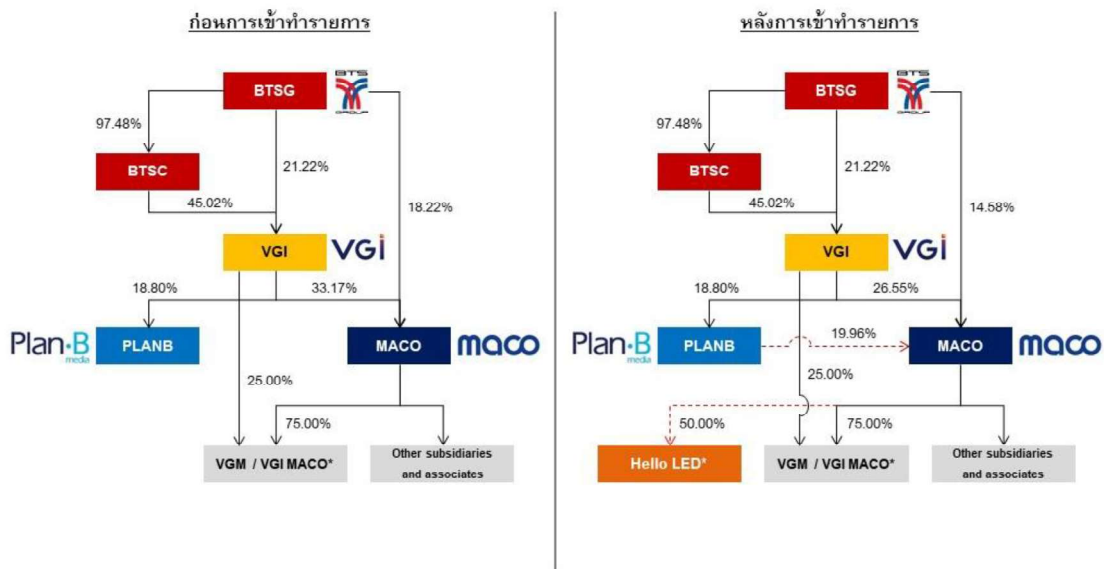 ก่อนการเข้าทำรายการ
BTSG
BTS
GROUP
97.48%
BTSC
21.22%
45.02%
18.22%
VGI
VGI
18.80%
33.17%
Plan·B
media
PLANB
MACO
maco
25.00%
75.00%
VGM / VGI MACO*
Other subsidiaries
and associates
หลังการเข้าทำรายการ
BTSG
BTS
GROUP
97.48%
BTSC
21.22%
45.02%
14.58%
VGI
VGI
18.80%
26.55%
Plan·B
media
PLANB
19.96%
MACO
maco
25.00%
50.00%
75.00%
Hello LED*
VGM / VGI MACO*
Other subsidiaries
and associates